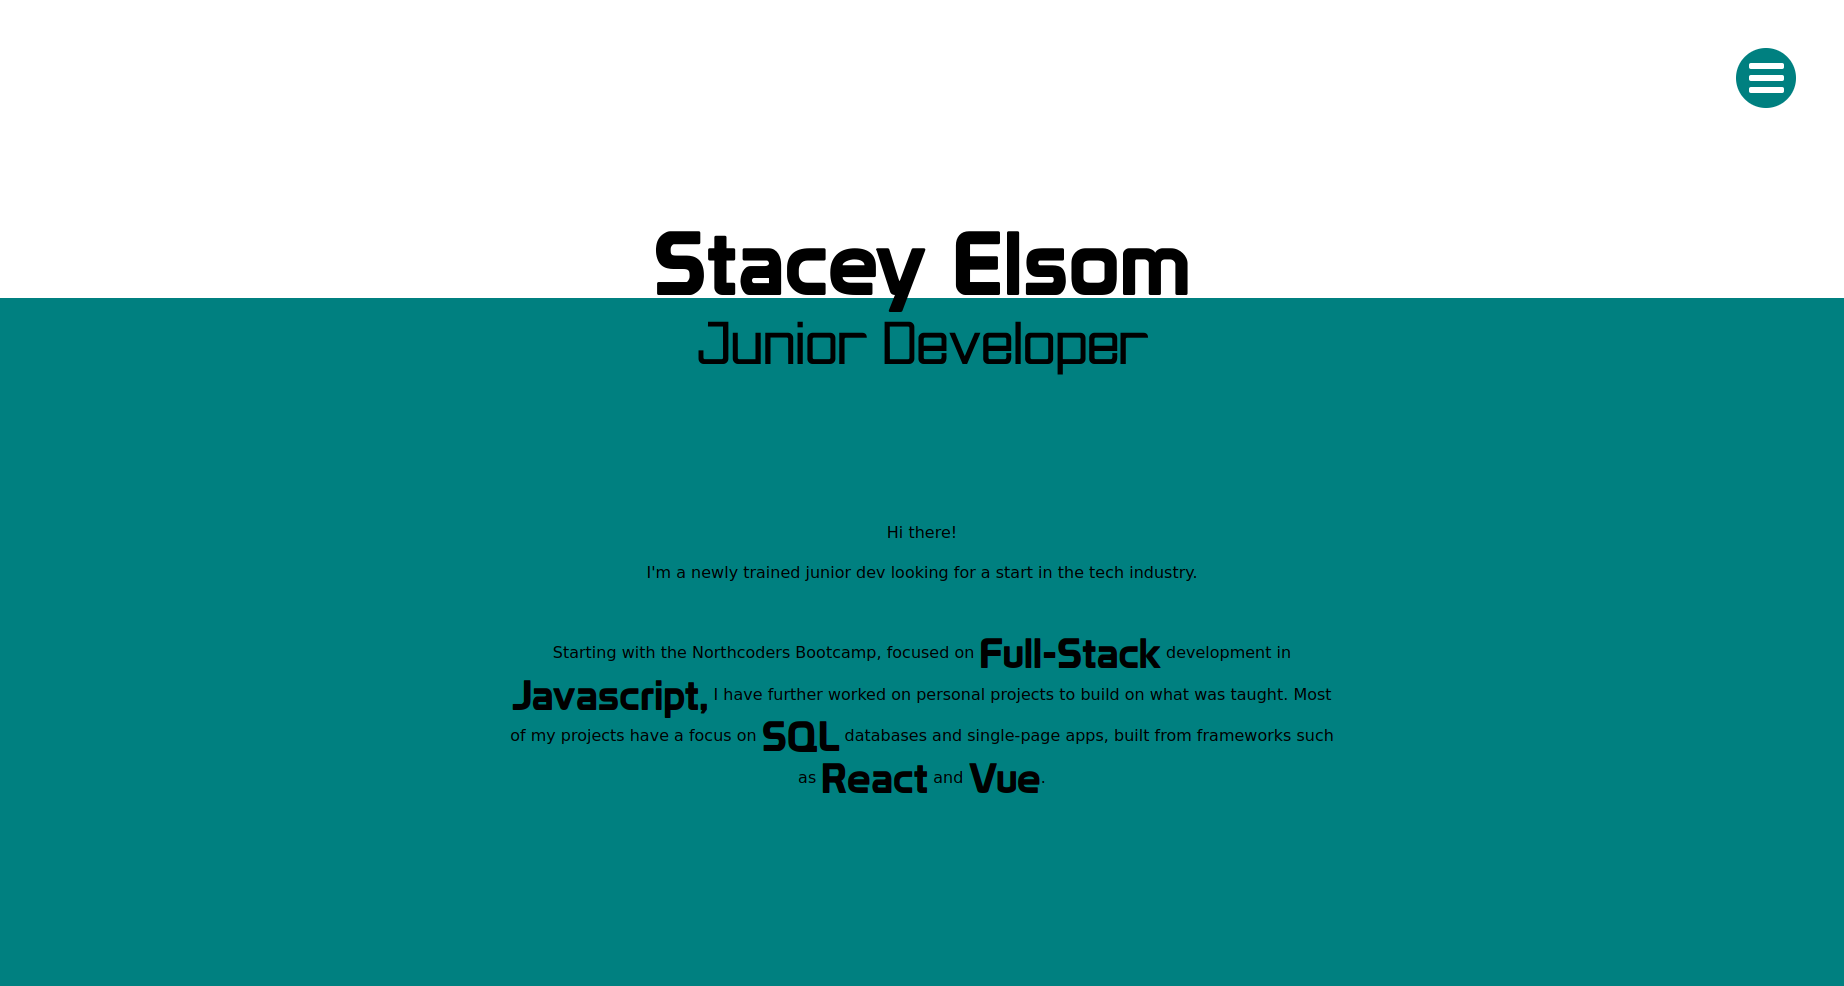 Stacey Elsom
Junior Developer
Hi there!
I'm a newly trained junior dev looking for a start in the tech industry.
Starting with the Northcoders Bootcamp, focused on Full-Stack development in
Javascript, I have further worked on personal projects to build on what was taught. Most
of my projects have a focus on SQL databases and single-page apps, built from frameworks such
as React and Vue.